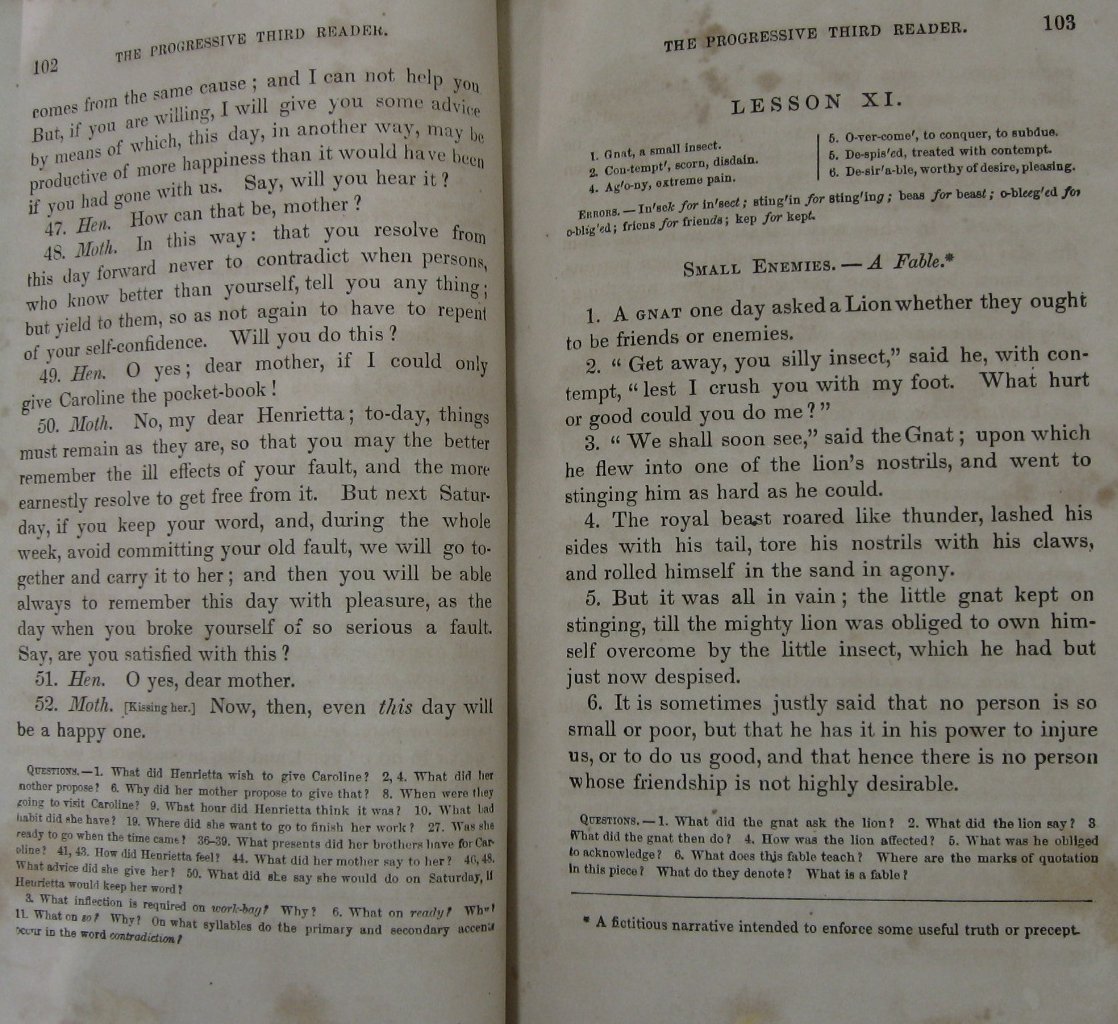 102
THE PROGRESSIVE THIRD READER.
comes from the same cause ; and I can not help you
But, if you are willing, I will give you some advice
by means of which, this day, in another way, may be
productive of more happiness than it would have been
if you had gone with us. Say, will you hear it ?
47. Hen. How can that be, mother ?
48. Moth. In this way: that you resolve from
this day forward never to contradict when persons,
who know better than yourself, tell you any thing ;
but yield to them, so as not again to have to repent
of your self-confidence. Will you do this ?
49. Hen. O yes ; dear mother, if I could only
give Caroline the pocket-book !
50. Moth. No, my dear Henrietta ; to-day, things
must remain as they are, so that you may the better
remember the ill effects of your fault, and the more
earnestly resolve to get free from it. But next Satur-
day, if you keep your word, and, during the whole
week, avoid committing your old fault, we will go to-
gether and carry it to her ; and then you will be able
always to remember this day with pleasure, as the
day when you broke yourself of so serious a fault.
Say, are you satisfied with this ?
51. Hen. O yes, dear mother.
52. Moth. [Kissing her.] Now, then, even this day will
be a happy one.
QUESTIONS.—1. What did Henrietta wish to give Caroline? 2, 4. What did her
mother propose? 6. Why did her mother propose to give that? 8. When were they
going to visit Caroline? 9. What hour did Henrietta think it was? 10. What bad
habit did she have? 19. Where did she want to go to finish her work? 27. Was she
ready to go when the time came? 36–39. What presents did her brothers have for Car-
oline? 41, 43. How did Henrietta feel? 44. What did her mother say to her? 46, 48.
What advice did she give her? 50. What did she say she would do on Saturday, if
Henrietta would keep her word?
3. What inflection is required on work-bag? Why? 6. What on ready? Why?
11. What on so? Why? On what syllables do the primary and secondary accents
occur in the word contradiction?
THE PROGRESSIVE THIRD READER.
103
LESSON XI.
1. Gnat, a small insect.
2. Con-tempt', scorn, disdain.
4. Ag'o-ny, extreme pain.
5. O-ver-come', to conquer, to subdue.
5. De-spis'ed, treated with contempt.
6. De-sir'a-ble, worthy of desire, pleasing.
ERRORS.—In'sek for in'sect ; sting'in for sting'ing ; beas for beast ; o-bleeg'ed for
o-blig'ed ; friens for friends ; kep for kept.
SMALL ENEMIES.—A Fable.*
1. A GNAT one day asked a Lion whether they ought
to be friends or enemies.
2. “ Get away, you silly insect,” said he, with con-
tempt, “ lest I crush you with my foot. What hurt
or good could you do me ? ”
3. “ We shall soon see,” said the Gnat ; upon which
he flew into one of the lion's nostrils, and went to
stinging him as hard as he could.
4. The royal beast roared like thunder, lashed his
sides with his tail, tore his nostrils with his claws,
and rolled himself in the sand in agony.
5. But it was all in vain ; the little gnat kept on
stinging, till the mighty lion was obliged to own him-
self overcome by the little insect, which he had but
just now despised.
6. It is sometimes justly said that no person is so
small or poor, but that he has it in his power to injure
us, or to do us good, and that hence there is no person
whose friendship is not highly desirable.
QUESTIONS.—1. What did the gnat ask the lion? 2. What did the lion say? 3
What did the gnat then do? 4. How was the lion affected? 5. What was he obliged
to acknowledge? 6. What does this fable teach? Where are the marks of quotation
in this piece? What do they denote? What is a fable?
* A fictitious narrative intended to enforce some useful truth or precept.